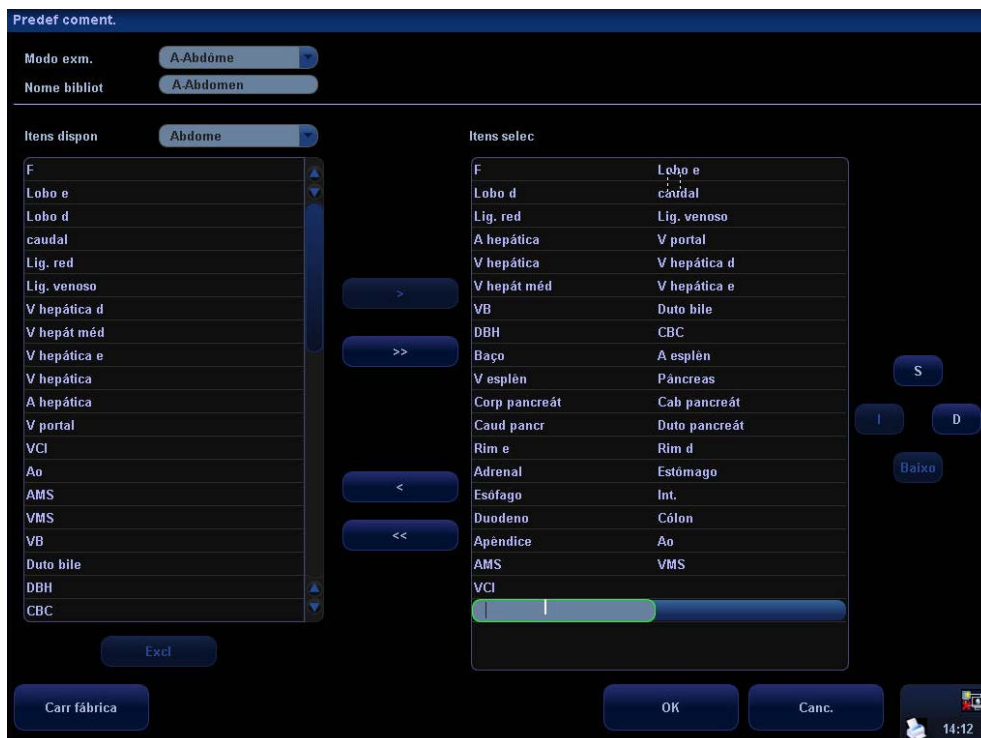 Predef coment.
Modo exm. A-Abdôme
Nome bibliot A-Abdomen
Itens dispon Abdome
Itens selec
F
Lobo e
Lobo d
caudal
Lig. red
Lig. venoso
V hepática d
V hepát méd
V hepática e
V hepática
A hepática
V portal
VCI
Ao
AMS
VMS
VB
Duto bile
DBH
CBC
Excl
>
>>
<
<<
F Lobo e
Lobo d caudal
Lig. red Lig. venoso
A hepática V portal
V hepática V hepática d
V hepát méd V hepática e
VB Duto bile
DBH CBC
Baço A esplên
V esplên Pâncreas
Corp pancreát Cab pancreát
Caud pancr Duto pancreát
Rim e Rim d
Adrenal Estômago
Esôfago Int.
Duodeno Cólon
Apêndice Ao
AMS VMS
VCI
S
I D
Baixo
Carr fábrica
OK
Canc.
14:12